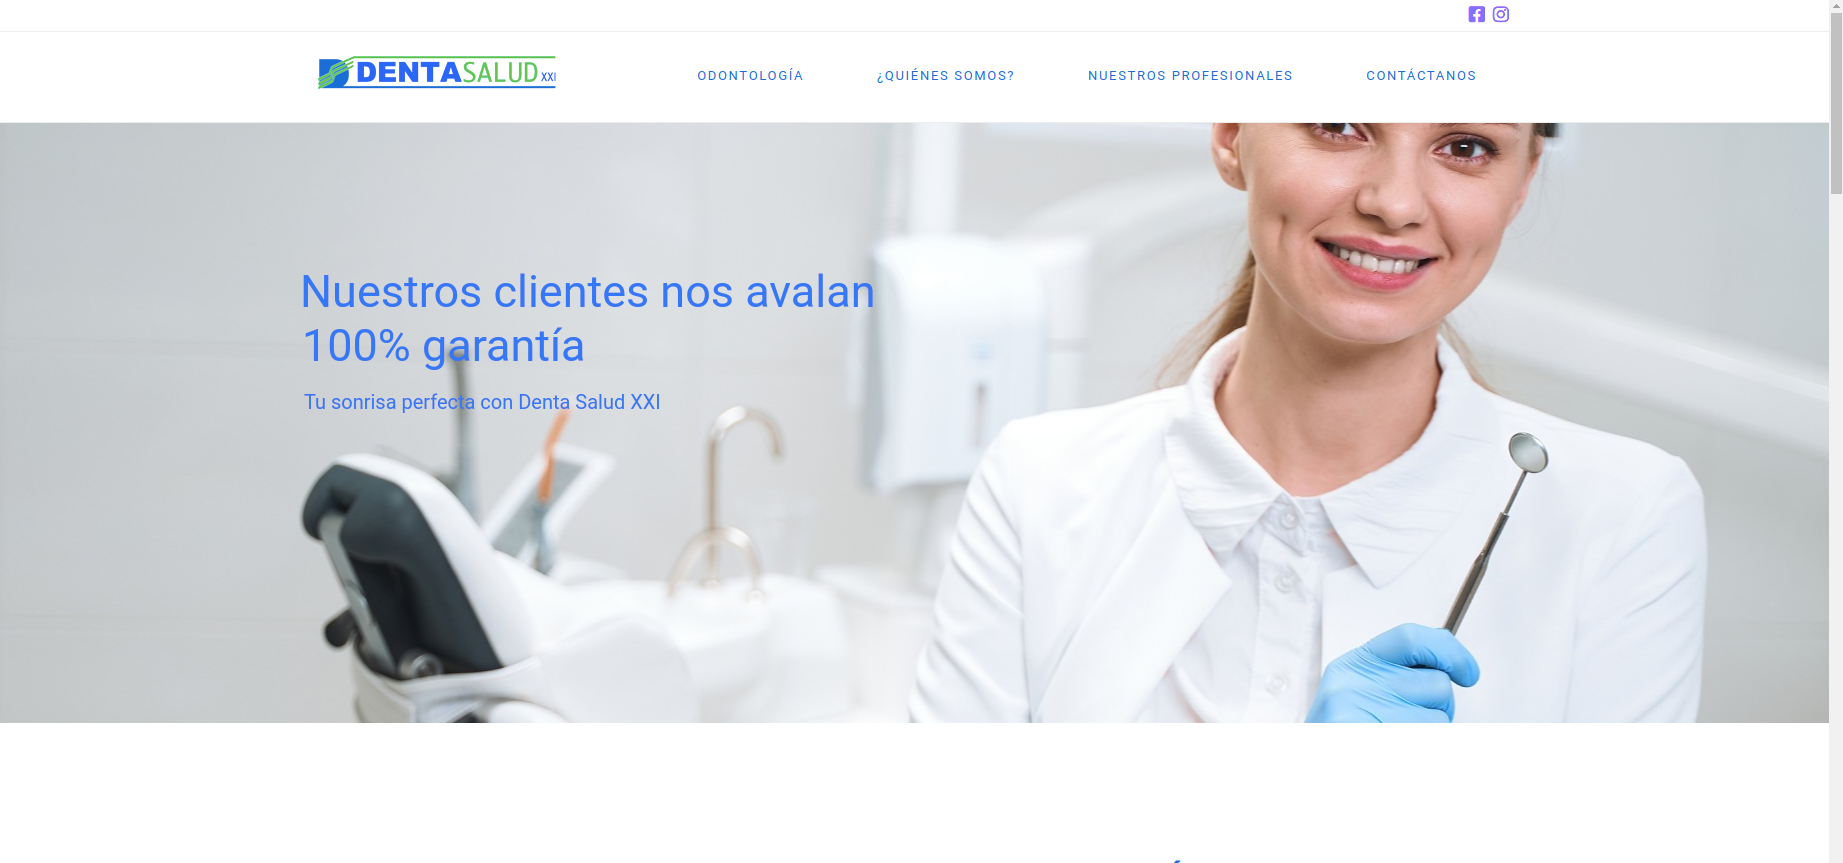 DENTASALUD XXI
ODONTOLOGÍA
¿QUIÉNES SOMOS?
NUESTROS PROFESIONALES
CONTÁCTANOS
Nuestros clientes nos avalan
100% garantía
Tu sonrisa perfecta con Denta Salud XXI